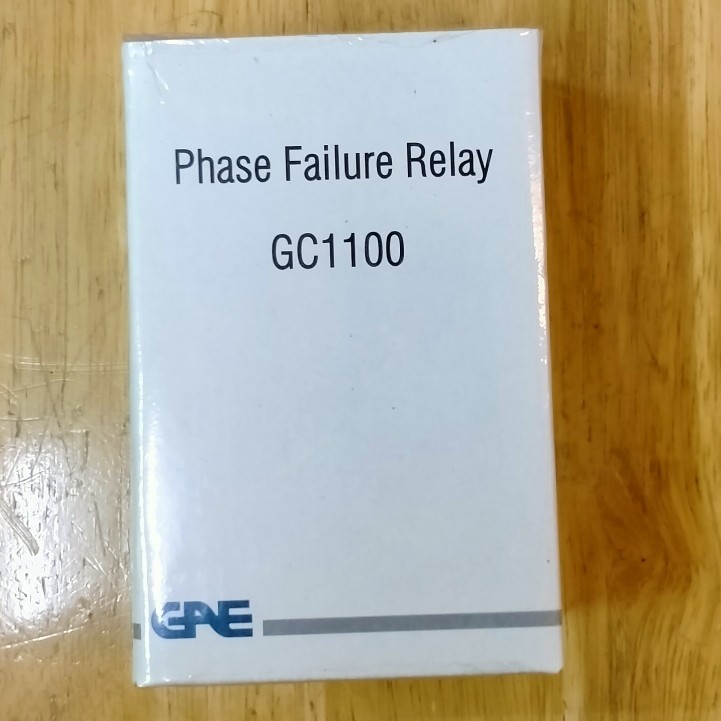 Phase Failure Relay
GC1100
GAE